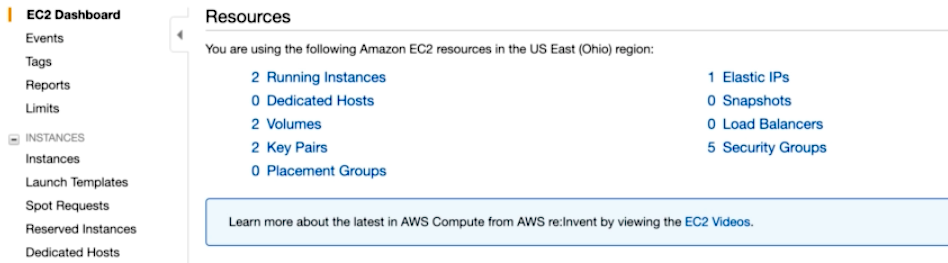 EC2 Dashboard
Events
Tags
Reports
Limits
INSTANCES
Instances
Launch Templates
Spot Requests
Reserved Instances
Dedicated Hosts
Resources
You are using the following Amazon EC2 resources in the US East (Ohio) region:
2 Running Instances
0 Dedicated Hosts
2 Volumes
2 Key Pairs
0 Placement Groups
1 Elastic IPs
0 Snapshots
0 Load Balancers
5 Security Groups
Learn more about the latest in AWS Compute from AWS re:Invent by viewing the EC2 Videos.